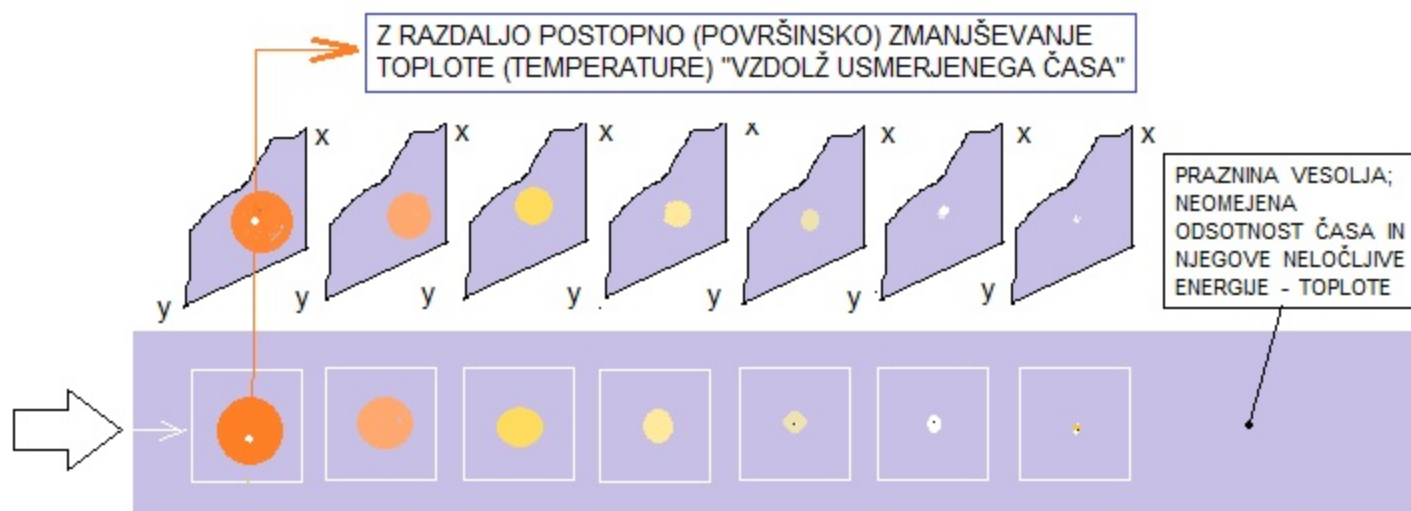 Z RAZDALJO POSTOPNO (POVRŠINSKO) ZMANJŠEVANJE
TOPLOTE (TEMPERATURE) "VZDOLŽ USMERJENEGA ČASA"
x
x
x
x
x
x
x
PRAZNINA VESOLJA;
NEOMEJENA
ODSOTNOST ČASA IN
NJEGOVE NELOČLJIVE
ENERGIJE - TOPLOTE
y
y
y
y
y
y
y